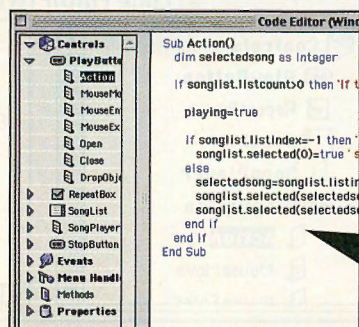 Code Editor (Wind
Controls
PlayButto
Action
MouseMo
MouseEn
MouseEx
Open
Close
DropObje
RepeatBox
SongList
SongPlayer
StopButton
Events
Menu Handl
Methods
Properties
Sub Action()
dim selectedsong as Integer
If songlist.listcount>0 then 'If t
playing=true
if songlist.listIndex=-1 then '
songlist.selected(0)=true ' s
else
selectedsong=songlist.listin
songlist.selected(selectedso
songlist.selected(selectedso
end if
end if
End Sub